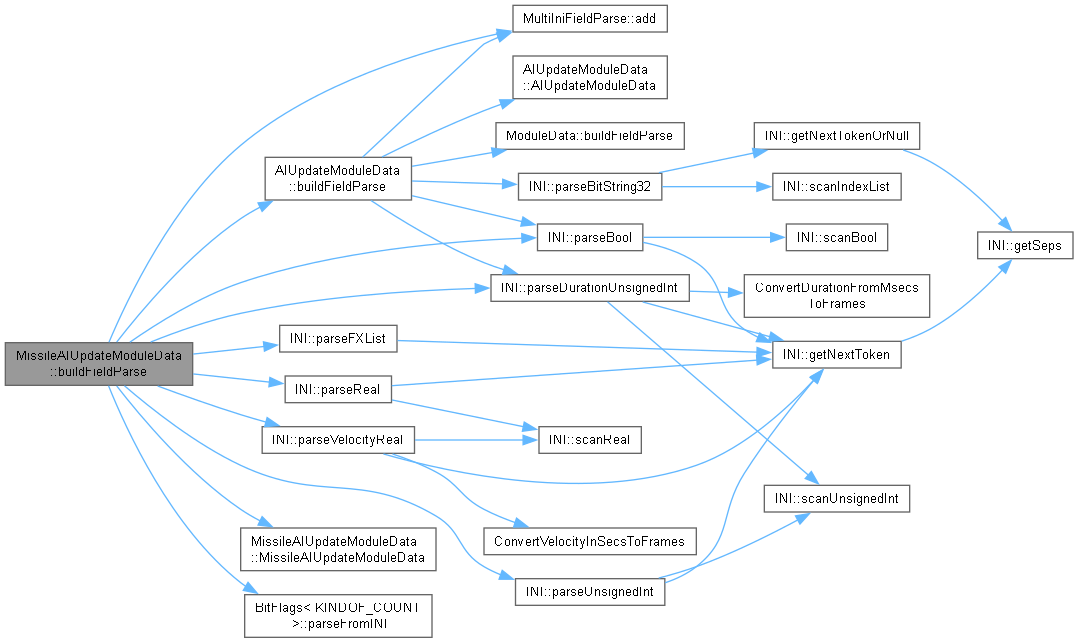 MultiIniFieldParse::add
AIUpdateModuleData
::AIUpdateModuleData
ModuleData::buildFieldParse
INI::getNextTokenOrNull
AIUpdateModuleData
::buildFieldParse
INI::parseBitString32
INI::scanIndexList
INI::parseBool
INI::scanBool
INI::getSeps
INI::parseDurationUnsignedInt
ConvertDurationFromMsecs
ToFrames
INI::parseFXList
INI::getNextToken
MissileAIUpdateModuleData
::buildFieldParse
INI::parseReal
INI::parseVelocityReal
INI::scanReal
INI::scanUnsignedInt
MissileAIUpdateModuleData
::MissileAIUpdateModuleData
ConvertVelocityInSecsToFrames
INI::parseUnsignedInt
BitFlags< KINDOF_COUNT
>::parseFromINI